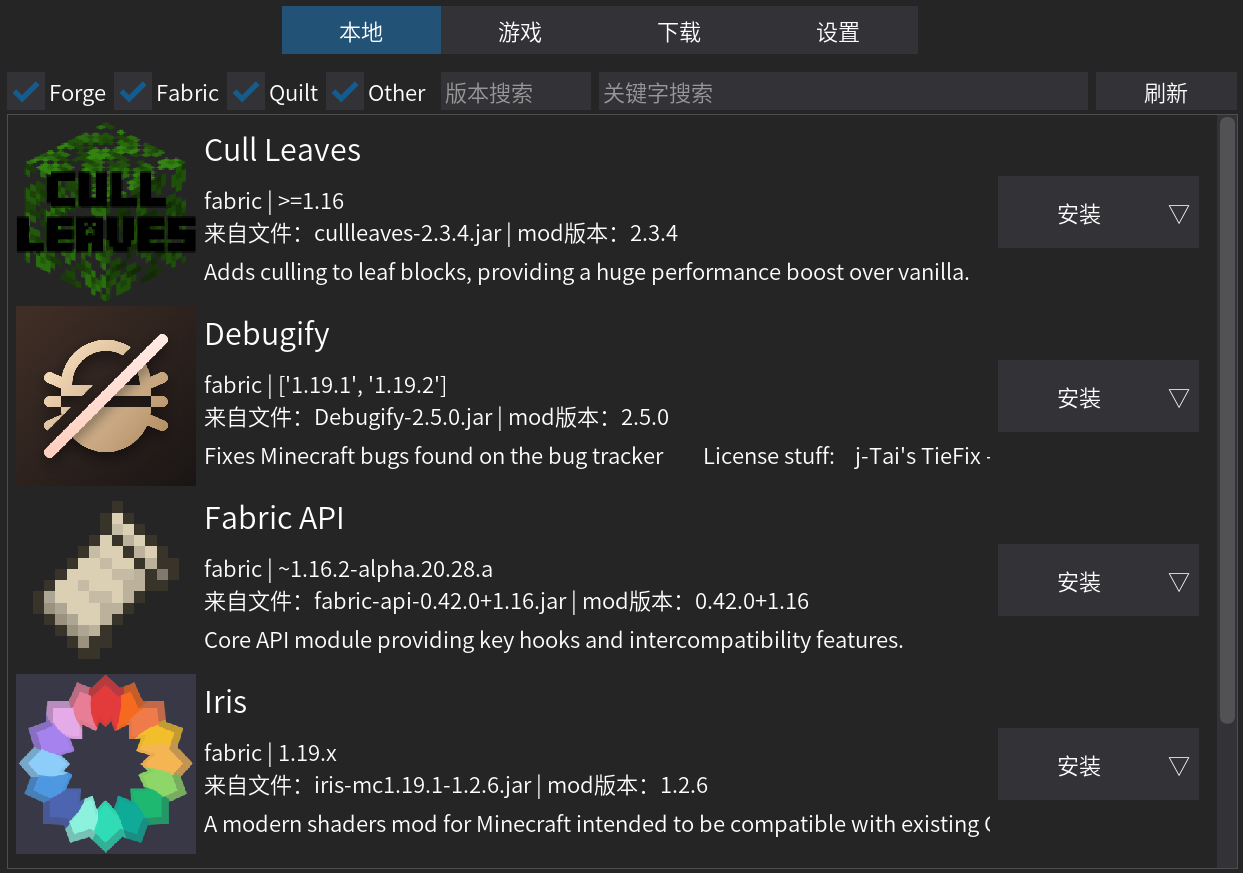 本地 游戏 下载 设置
Forge Fabric Quilt Other 版本搜索 关键字搜索 刷新
CULL LEAVES
Cull Leaves
fabric | >=1.16
来自文件：cullleaves-2.3.4.jar | mod版本：2.3.4
Adds culling to leaf blocks, providing a huge performance boost over vanilla.
安装
Debugify
fabric | ['1.19.1', '1.19.2']
来自文件：Debugify-2.5.0.jar | mod版本：2.5.0
Fixes Minecraft bugs found on the bug tracker License stuff: j-Tai's TieFix -
安装
Fabric API
fabric | ~1.16.2-alpha.20.28.a
来自文件：fabric-api-0.42.0+1.16.jar | mod版本：0.42.0+1.16
Core API module providing key hooks and intercompatibility features.
安装
Iris
fabric | 1.19.x
来自文件：iris-mc1.19.1-1.2.6.jar | mod版本：1.2.6
A modern shaders mod for Minecraft intended to be compatible with existing
安装